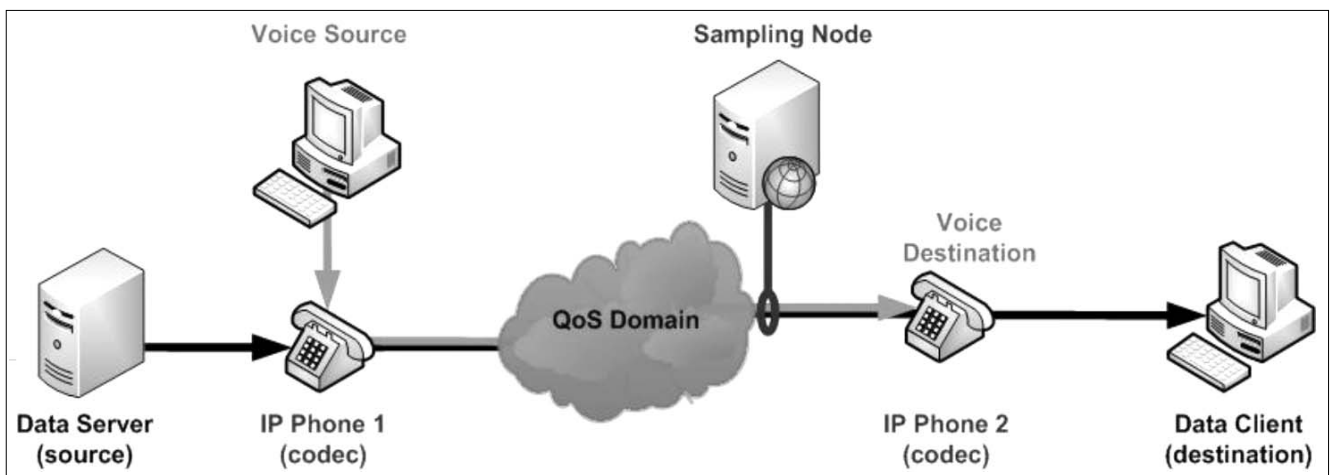 Voice Source
Sampling Node
Voice
Destination
QoS Domain
Data Server
(source)
IP Phone 1
(codec)
IP Phone 2
(codec)
Data Client
(destination)